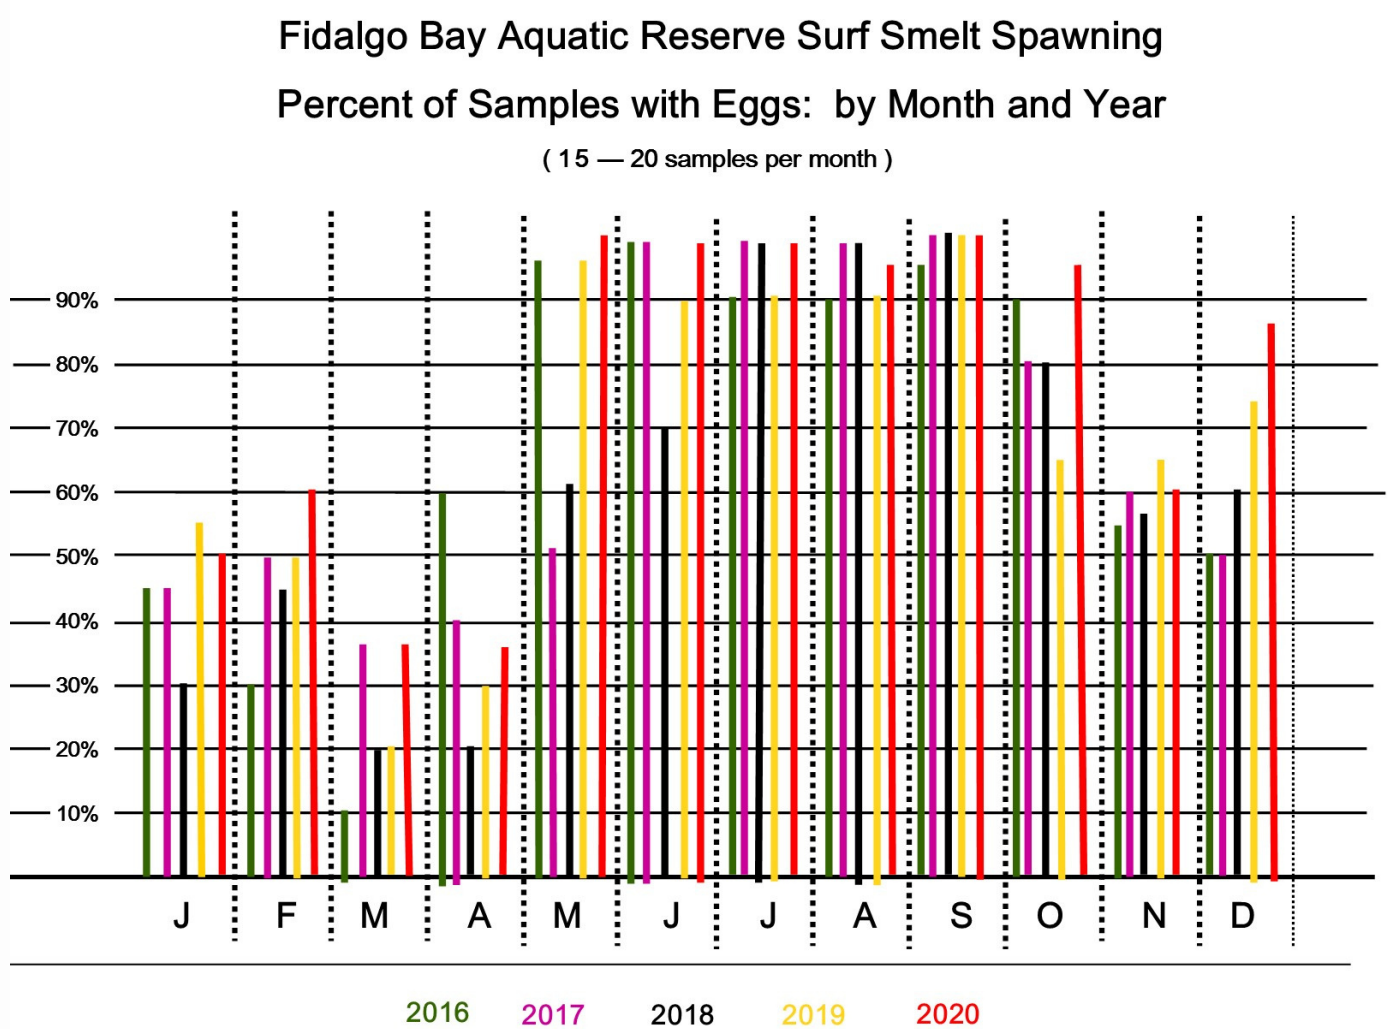 Fidalgo Bay Aquatic Reserve Surf Smelt Spawning
Percent of Samples with Eggs:  by Month and Year
( 15 — 20 samples per month )
90%
80%
70%
60%
50%
40%
30%
20%
10%
J F M A M J J A S O N D
2016 2017 2018 2019 2020